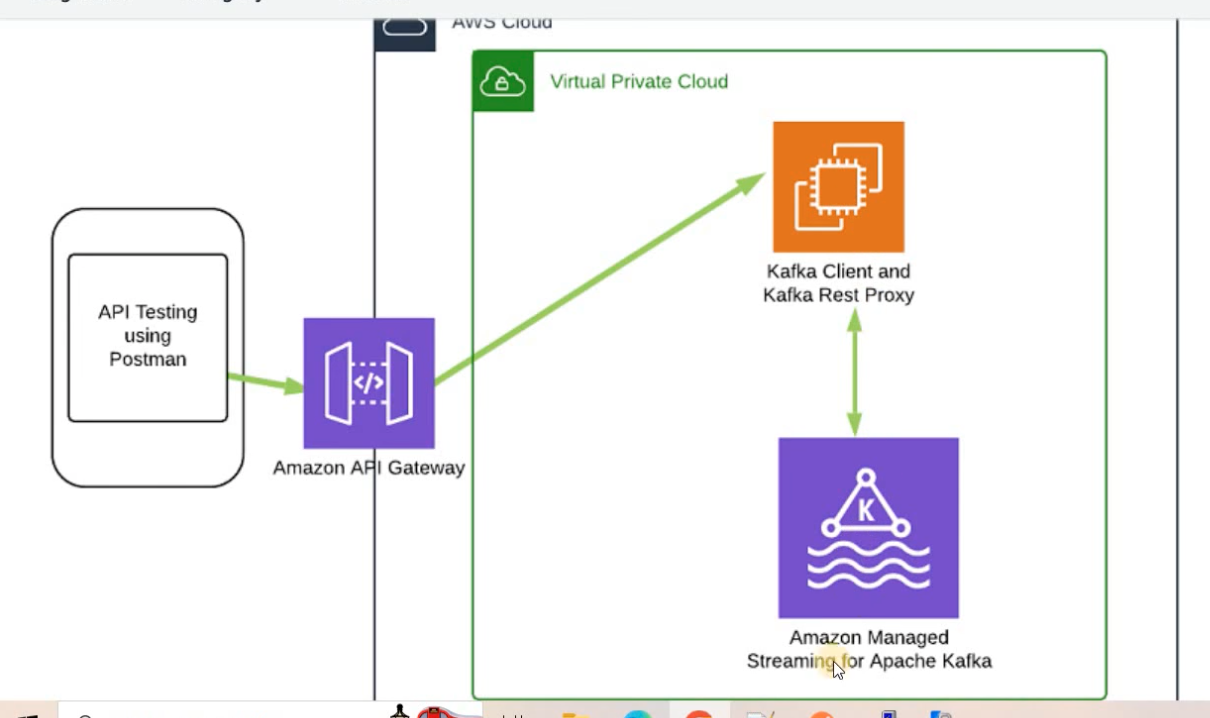 AWS Cloud
Virtual Private Cloud
Kafka Client and
Kafka Rest Proxy
API Testing
using
Postman
</>
Amazon API Gateway
K
Amazon Managed
Streaming for Apache Kafka